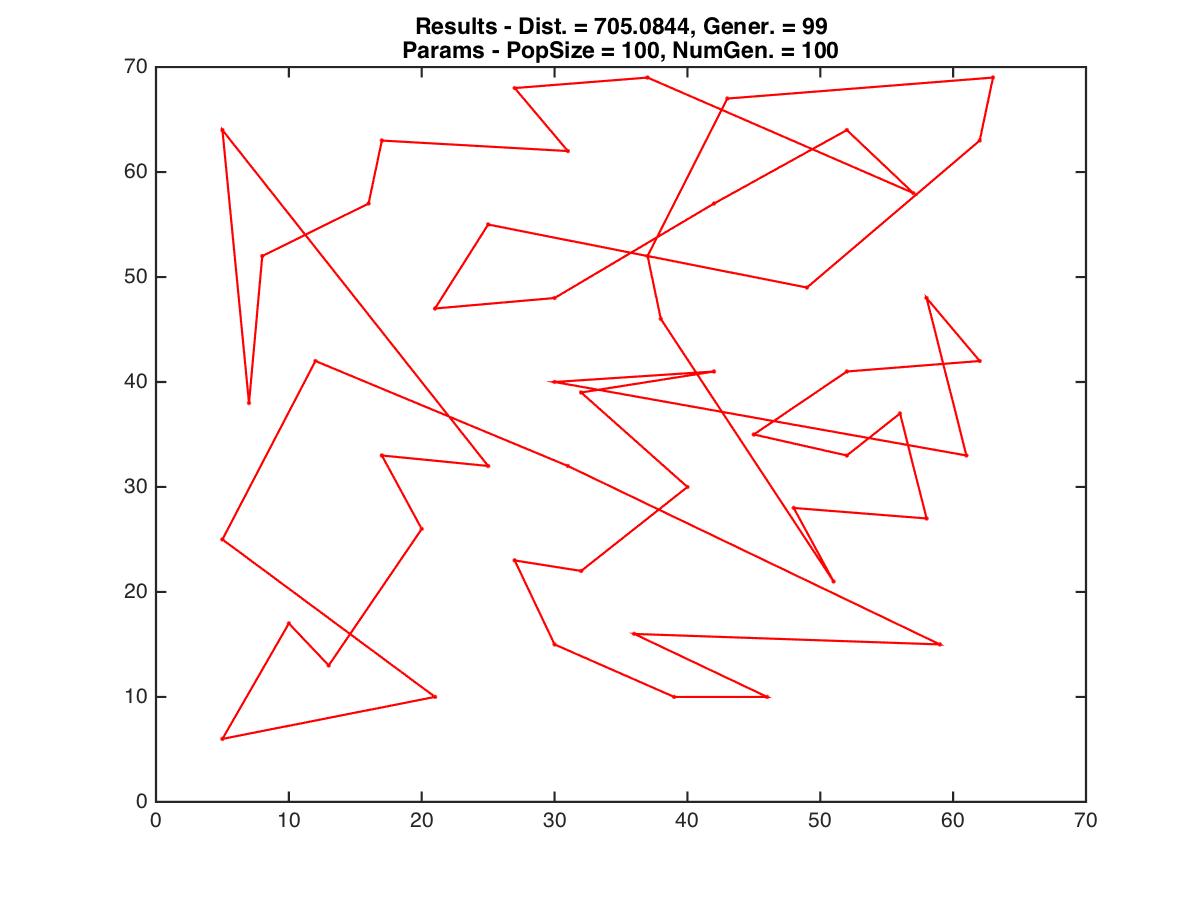 Results - Dist. = 705.0844, Gener. = 99
Params - PopSize = 100, NumGen. = 100
70
60
50
40
30
20
10
0
0 10 20 30 40 50 60 70